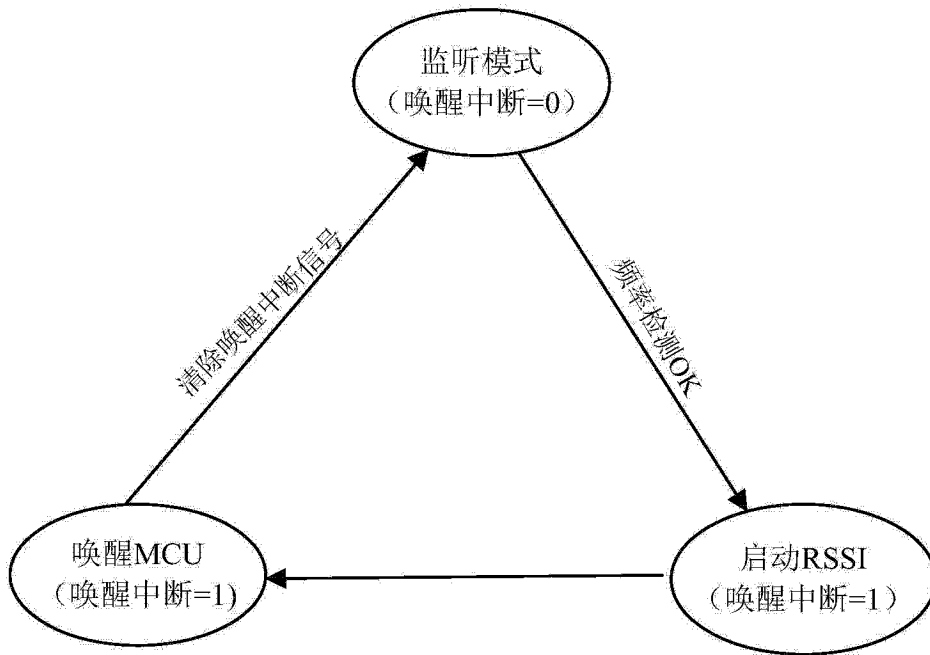 监听模式
（唤醒中断=0）
清除唤醒中断信号
频率检测OK
唤醒MCU
（唤醒中断=1)
启动RSSI
（唤醒中断=1）